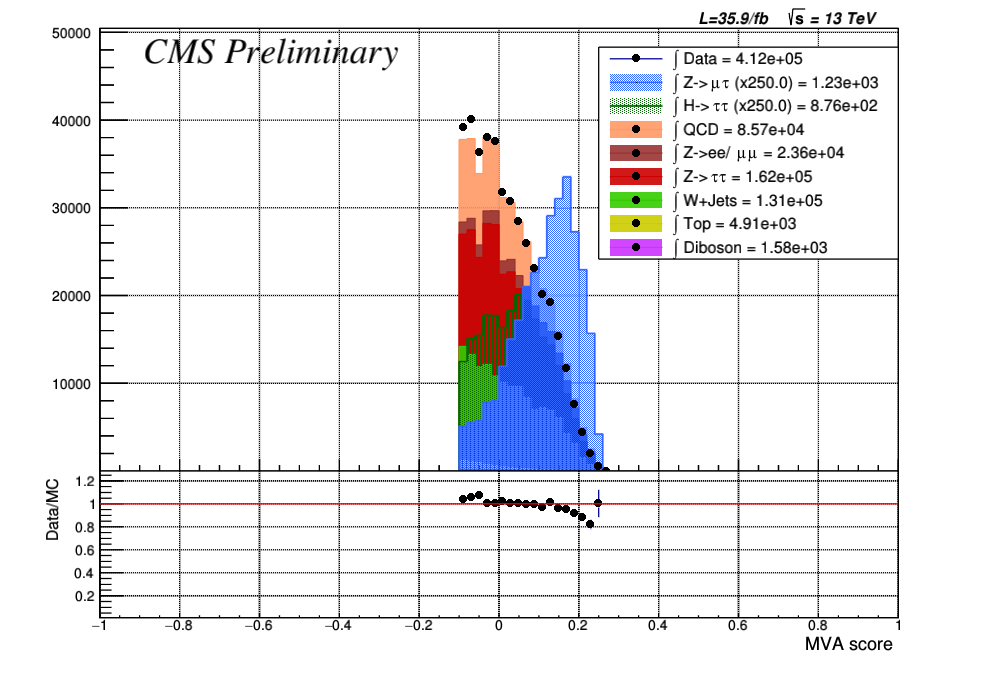 L=35.9/fb √s = 13 TeV
CMS Preliminary
50000
40000
30000
20000
10000
∫ Data = 4.12e+05
∫ Z->μτ (x250.0) = 1.23e+03
∫ H->ττ (x250.0) = 8.76e+02
∫ QCD = 8.57e+04
∫ Z->ee/ μμ = 2.36e+04
∫ Z->ττ = 1.62e+05
∫ W+Jets = 1.31e+05
∫ Top = 4.91e+03
∫ Diboson = 1.58e+03
Data/MC
1.2
1
0.8
0.6
0.4
0.2
−1 −0.8 −0.6 −0.4 −0.2 0 0.2 0.4 0.6 0.8 1
MVA score